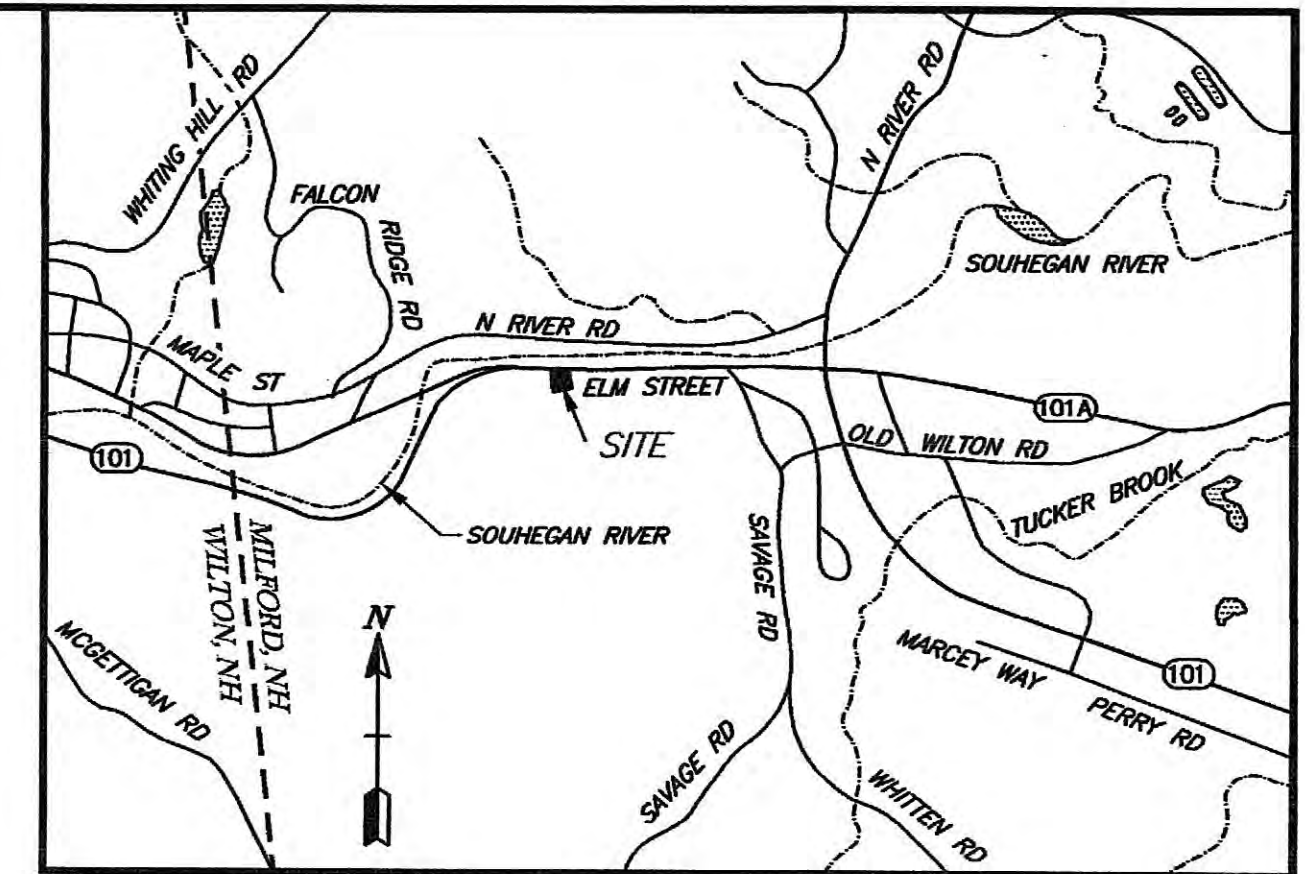 WHITING HILL RD
N RIVER RD
FALCON
RIDGE RD
SOUHEGAN RIVER
N RIVER RD
MAPLE ST
ELM STREET
101A
SITE
OLD WILTON RD
101
TUCKER BROOK
SOUHEGAN RIVER
SAVAGE RD
MILFORD, NH
WILTON, NH
N
MCGETTIGAN RD
MARCEY WAY
101
PERRY RD
SAVAGE RD
WHITTEN RD